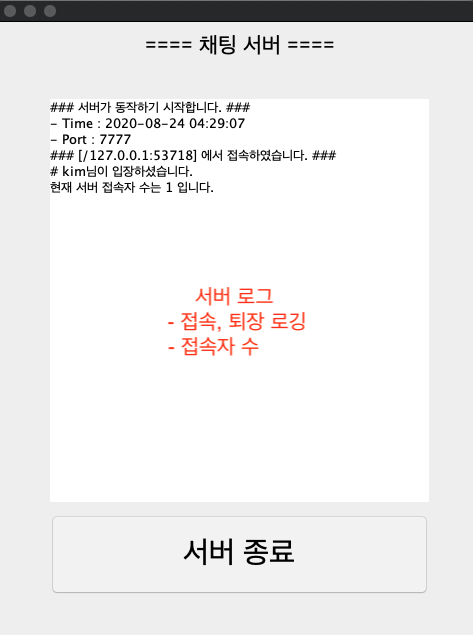 ==== 채팅 서버 ====
### 서버가 동작하기 시작합니다. ###
- Time : 2020-08-24 04:29:07
- Port : 7777
### [/127.0.0.1:53718] 에서 접속하였습니다. ###
# kim님이 입장하셨습니다.
현재 서버 접속자 수는 1 입니다.
서버 로그
- 접속, 퇴장 로깅
- 접속자 수
서버 종료